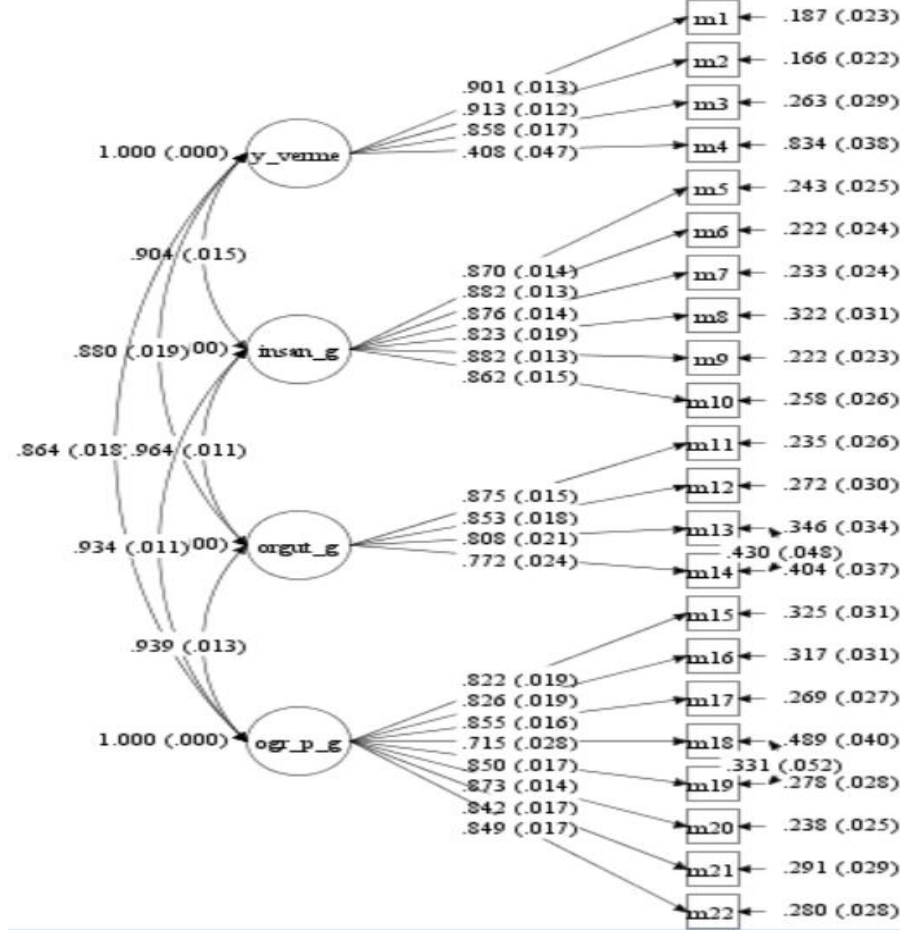 m1 .187 (.023)
m2 .166 (.022)
.901 (.013)
m3 .263 (.029)
.913 (.012)
.858 (.017)
m4 .834 (.038)
.408 (.047)
1.000 (.000) y_verme
m5 .243 (.025)
m6 .222 (.024)
.904 (.015)
.870 (.014) m7 .233 (.024)
.882 (.013)
.876 (.014) m8 .322 (.031)
.823 (.019)
.880 (.019) 00) insan_g .882 (.013) m9 .222 (.023)
.862 (.015)
m10 .258 (.026)
m11 .235 (.026)
.864 (.018) .964 (.011)
m12 .272 (.030)
.875 (.015)
.853 (.018) m13 .346 (.034)
.808 (.021)
.934 (.011) 00) orgut_g .430 (.048)
.772 (.024) m14 .404 (.037)
m15 .325 (.031)
.939 (.013)
m16 .317 (.031)
.822 (.019)
.826 (.019) m17 .269 (.027)
.855 (.016)
1.000 (.000) ogr_p_g .715 (.028) m18 .489 (.040)
.850 (.017) .331 (.052)
.873 (.014) m19 .278 (.028)
.842 (.017)
.849 (.017) m20 .238 (.025)
m21 .291 (.029)
m22 .280 (.028)